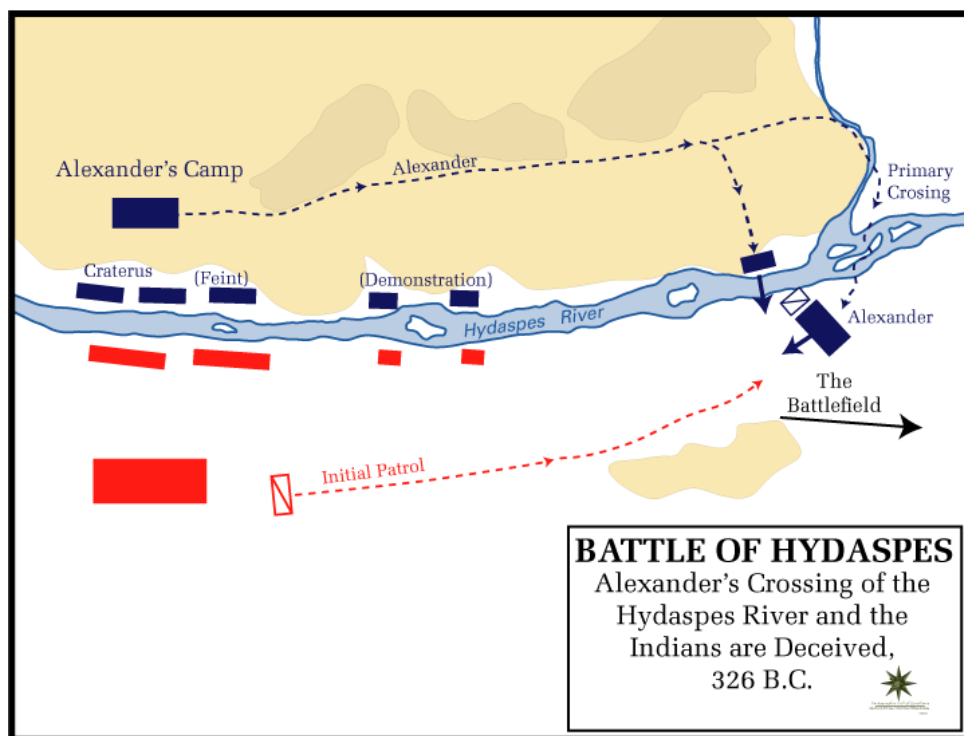 Alexander's Camp
Alexander
Primary
Crosing
Craterus
(Feint)
(Demonstration)
Hydaspes River
Alexander
The
Battlefield
Initial Patrol
BATTLE OF HYDASPES
Alexander's Crossing of the
Hydaspes River and the
Indians are Deceived,
326 B.C.